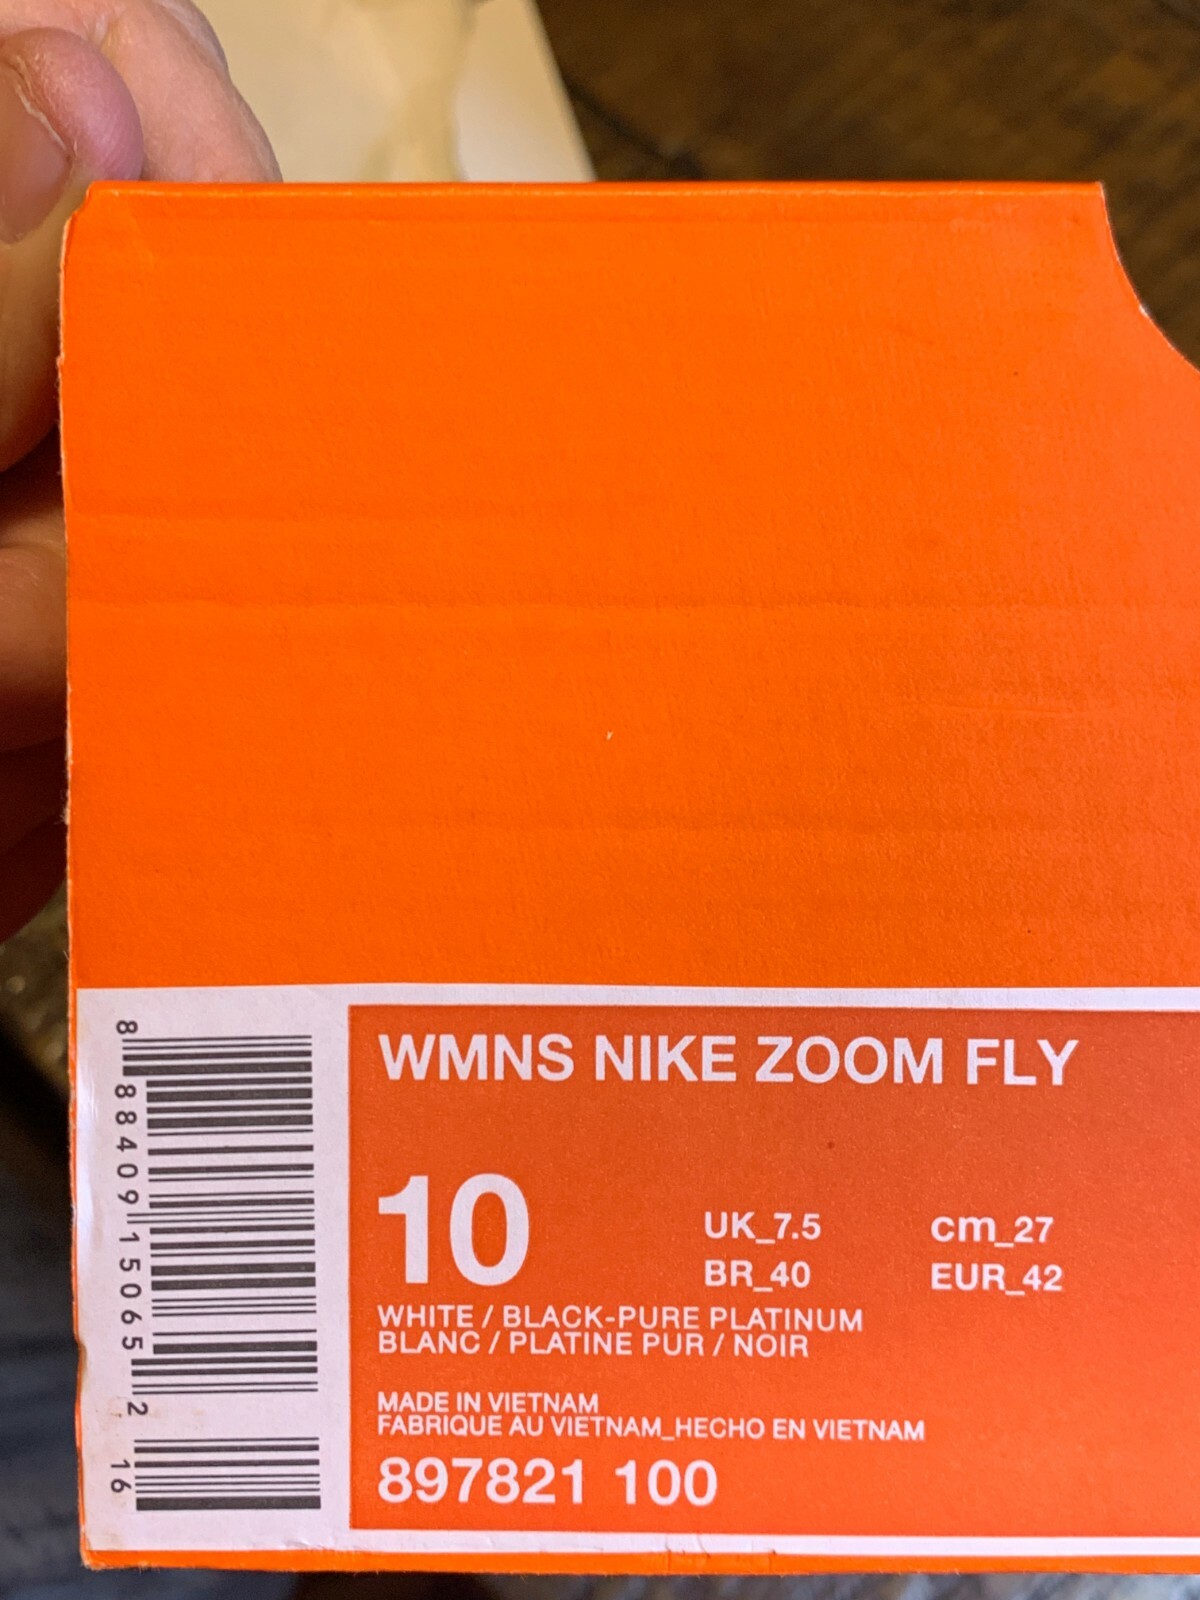 WMNS NIKE ZOOM FLY
10
UK_7.5 cm_27
BR_40 EUR_42
WHITE / BLACK-PURE PLATINUM
BLANC / PLATINE PUR / NOIR
MADE IN VIETNAM
FABRIQUE AU VIETNAM_HECHO EN VIETNAM
897821 100
8 88409 15065 2
16